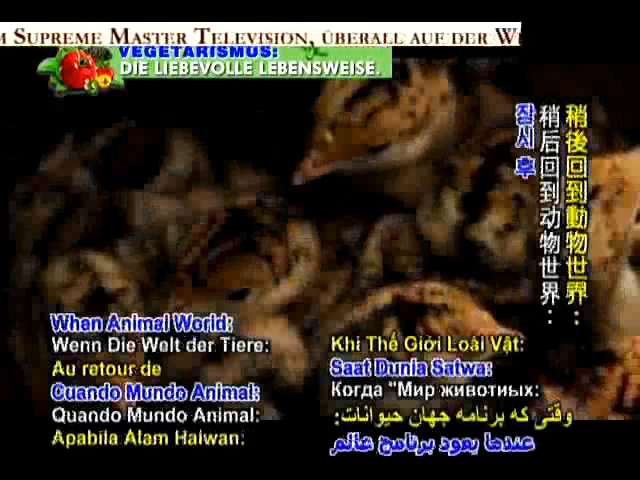 SUPREME MASTER TELEVISION, ÜBERALL AUF DER W
VEGETARISMUS:
DIE LIEBEVOLLE LEBENSWEISE.
稍後回到動物世界：
稍后回到动物世界：
잠시 후
When Animal World:
Wenn Die Welt der Tiere:
Au retour de
Cuando Mundo Animal:
Quando Mundo Animal:
Apabila Alam Haiwan:
Khi Thế Giới Loài Vật:
Saat Dunia Satwa:
Когда "Мир животных:
وقتی که برنامه جهان حیوانات:
عندما يعود برنامج عالم